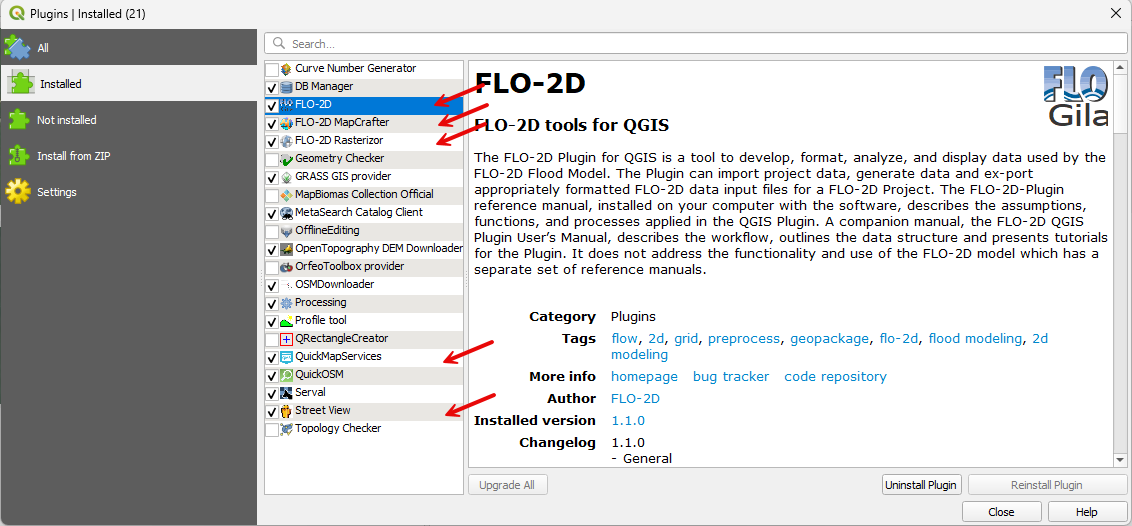 Plugins | Installed (21)
All
Installed
Not installed
Install from ZIP
Settings
Search...
Curve Number Generator
DB Manager
FLO-2D
FLO-2D MapCrafter
FLO-2D Rasterizor
Geometry Checker
GRASS GIS provider
MapBiomas Collection Official
MetaSearch Catalog Client
OfflineEditing
OpenTopography DEM Downloader
OrfeoToolbox provider
OSMDownloader
Processing
Profile tool
QRectangleCreator
QuickMapServices
QuickOSM
Serval
Street View
Topology Checker
FLO-2D
FLO
Gila
FLO-2D tools for QGIS
The FLO-2D Plugin for QGIS is a tool to develop, format, analyze, and display data used by the
FLO-2D Flood Model. The Plugin can import project data, generate data and ex-port
appropriately formatted FLO-2D data input files for a FLO-2D Project. The FLO-2D-Plugin
reference manual, installed on your computer with the software, describes the assumptions,
functions, and processes applied in the QGIS Plugin. A companion manual, the FLO-2D QGIS
Plugin User’s Manual, describes the workflow, outlines the data structure and presents tutorials
for the Plugin. It does not address the functionality and use of the FLO-2D model which has a
separate set of reference manuals.
Category Plugins
Tags flow, 2d, grid, preprocess, geopackage, flo-2d, flood modeling, 2d
modeling
More info homepage bug tracker code repository
Author FLO-2D
Installed version 1.1.0
Changelog 1.1.0
- General
Upgrade All
Uninstall Plugin
Reinstall Plugin
Close
Help